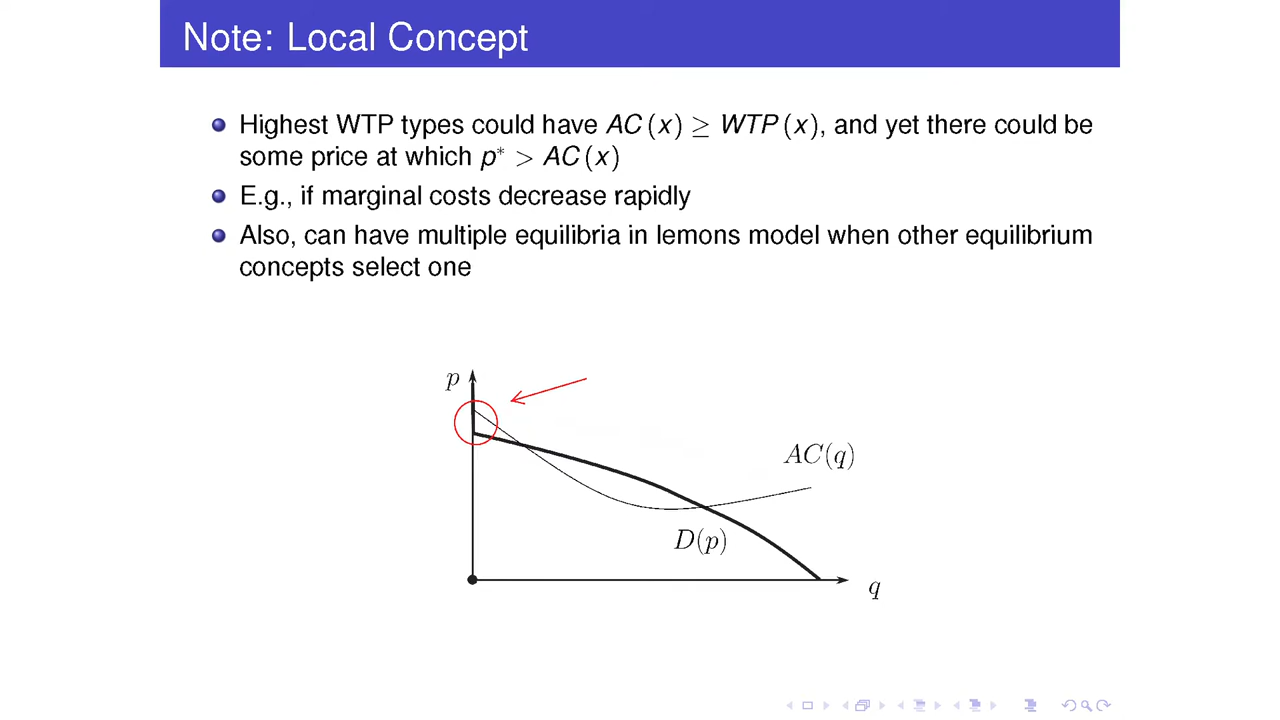 Note: Local Concept
Highest WTP types could have AC (x) ≥ WTP (x), and yet there could be
some price at which p* > AC (x)
E.g., if marginal costs decrease rapidly
Also, can have multiple equilibria in lemons model when other equilibrium
concepts select one
p
AC(q)
D(p)
q